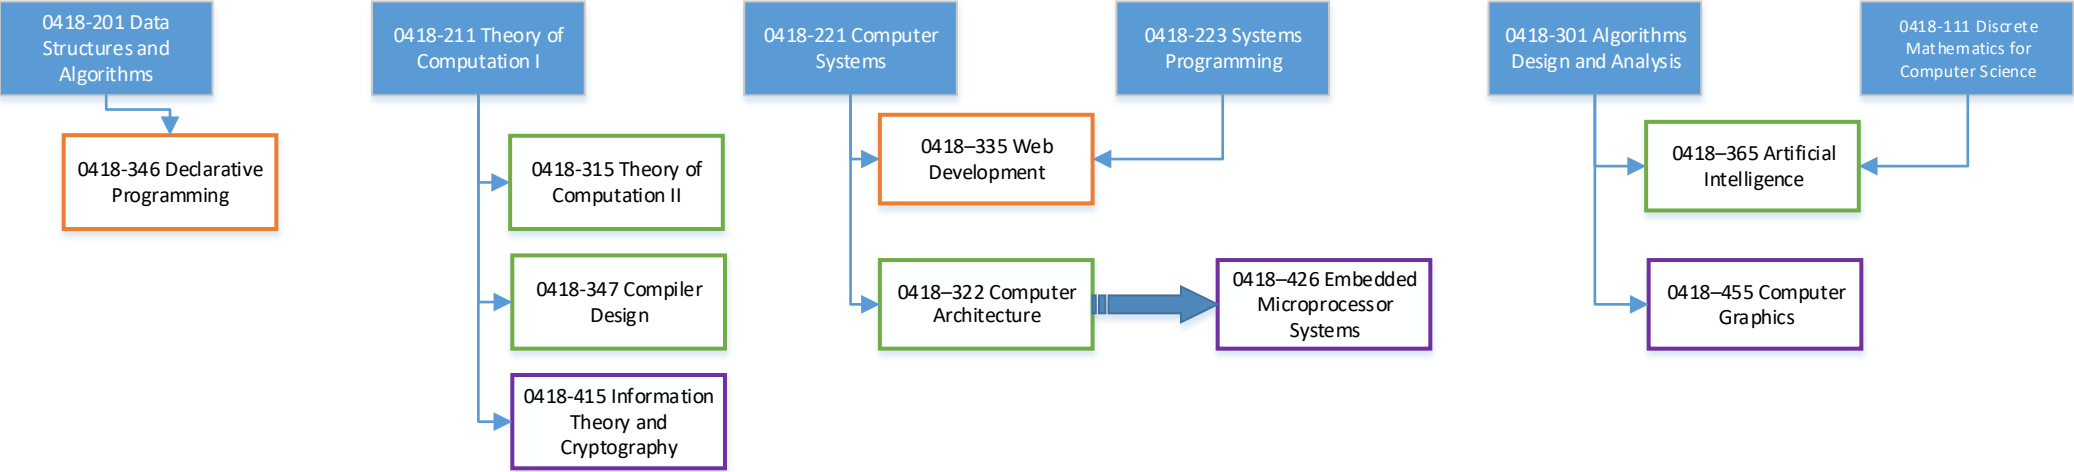 0418-201 Data
Structures and
Algorithms
0418-211 Theory of
Computation I
0418-221 Computer
Systems
0418-223 Systems
Programming
0418-301 Algorithms
Design and Analysis
0418-111 Discrete
Mathematics for
Computer Science
0418-346 Declarative
Programming
0418-315 Theory of
Computation II
0418–335 Web
Development
0418–365 Artificial
Intelligence
0418-347 Compiler
Design
0418–322 Computer
Architecture
0418–426 Embedded
Microprocessor
Systems
0418–455 Computer
Graphics
0418-415 Information
Theory and
Cryptography